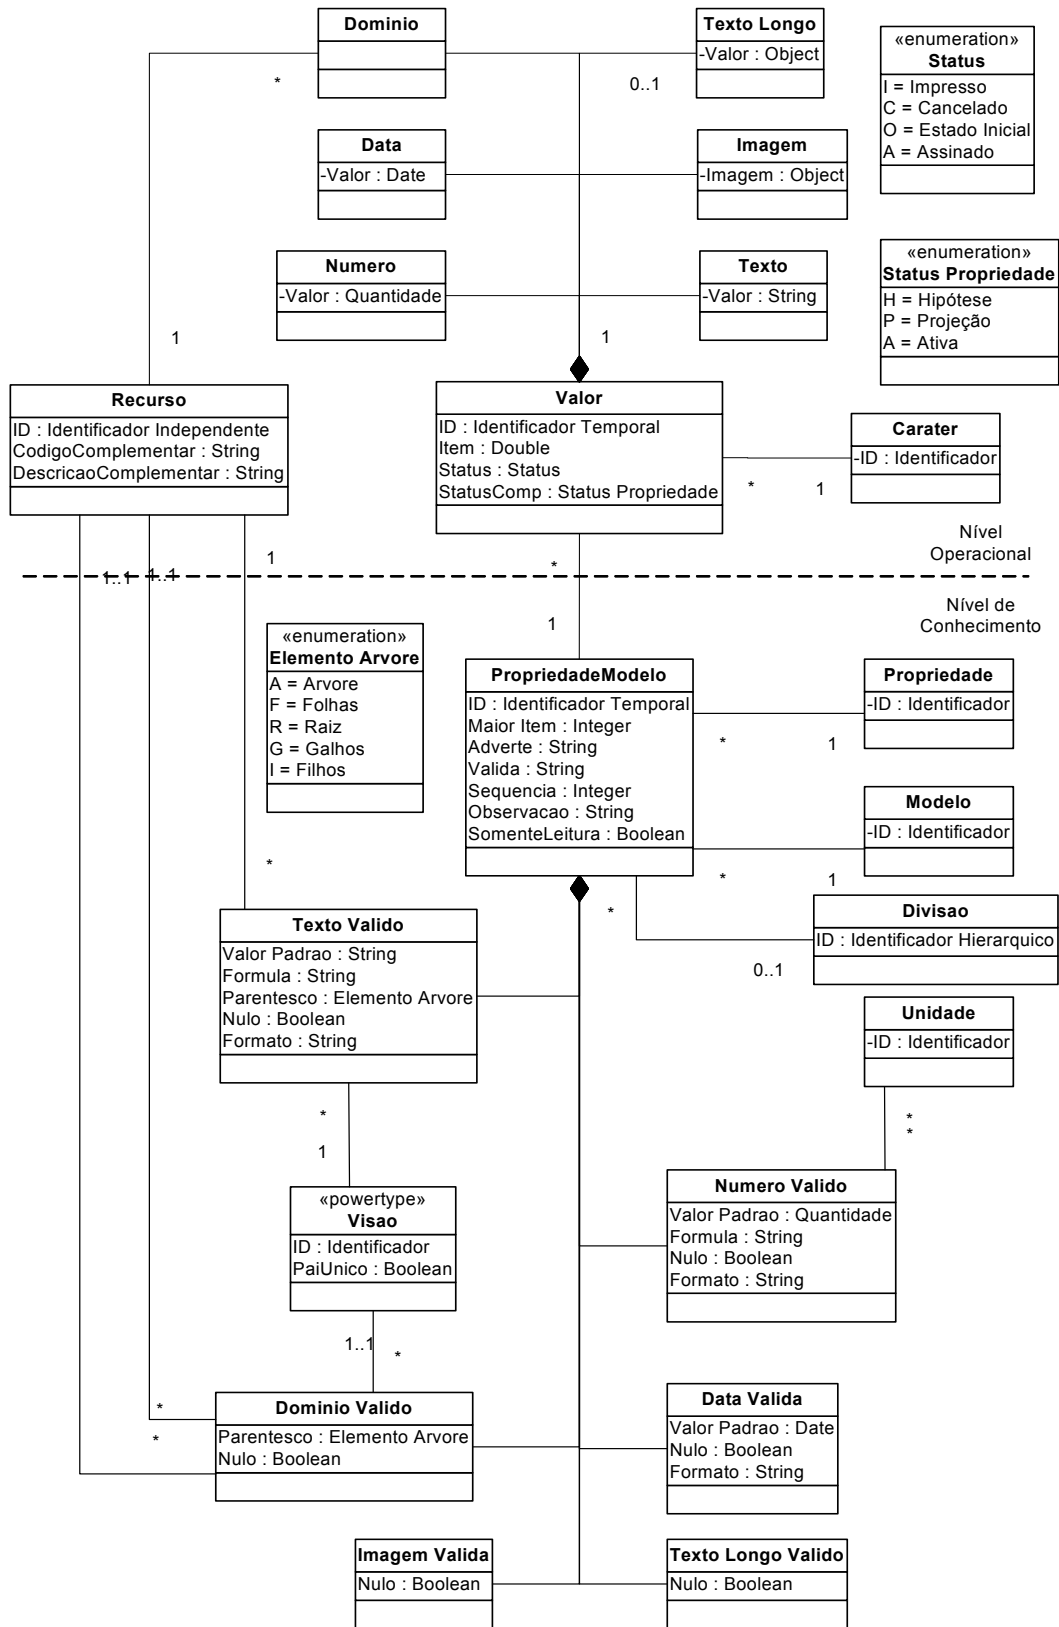 Dominio
*
Texto Longo
-Valor : Object
0..1
«enumeration»
Status
I = Impresso
C = Cancelado
O = Estado Inicial
A = Assinado
Data
-Valor : Date
Imagem
-Imagem : Object
Numero
-Valor : Quantidade
Texto
-Valor : String
«enumeration»
Status Propriedade
H = Hipótese
P = Projeção
A = Ativa
1
1
Recurso
ID : Identificador Independente
CodigoComplementar : String
DescricaoComplementar : String
Valor
ID : Identificador Temporal
Item : Double
Status : Status
StatusComp : Status Propriedade
Carater
-ID : Identificador
*
1
Nível
Operacional
1..1
1..1
1
*
Nível de
Conhecimento
1
«enumeration»
Elemento Arvore
A = Arvore
F = Folhas
R = Raiz
G = Galhos
I = Filhos
PropriedadeModelo
ID : Identificador Temporal
Maior Item : Integer
Adverte : String
Valida : String
Sequencia : Integer
Observacao : String
SomenteLeitura : Boolean
Propriedade
-ID : Identificador
*
1
Modelo
-ID : Identificador
*
1
*
*
Divisao
ID : Identificador Hierarquico
0..1
Texto Valido
Valor Padrao : String
Formula : String
Parentesco : Elemento Arvore
Nulo : Boolean
Formato : String
Unidade
-ID : Identificador
*
*
*
1
«powertype»
Visao
ID : Identificador
PaiUnico : Boolean
Numero Valido
Valor Padrao : Quantidade
Formula : String
Nulo : Boolean
Formato : String
1..1
*
*
*
Dominio Valido
Parentesco : Elemento Arvore
Nulo : Boolean
Data Valida
Valor Padrao : Date
Nulo : Boolean
Formato : String
Imagem Valida
Nulo : Boolean
Texto Longo Valido
Nulo : Boolean